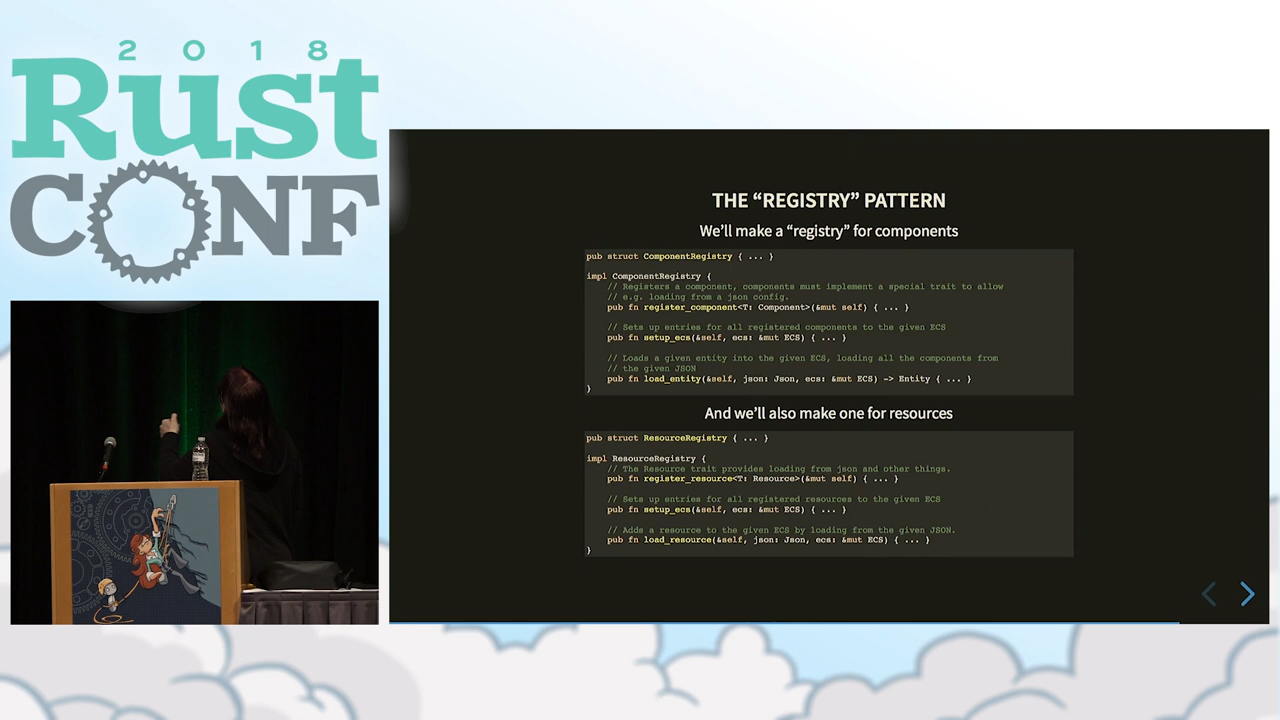 2018
Rust
CONF
THE “REGISTRY” PATTERN
We’ll make a “registry” for components
pub struct ComponentRegistry { ... }
impl ComponentRegistry {
// Registers a component, components must implement a special trait to allow
// e.g. loading from a json config.
pub fn register_component<T: Component>(&mut self) { ... }
// Sets up entries for all registered components to the given ECS
pub fn setup_ecs(&self, ecs: &mut ECS) { ... }
// Loads a given entity into the given ECS, loading all the components from
// the given JSON
pub fn load_entity(&self, json: Json, ecs: &mut ECS) -> Entity { ... }
}
And we’ll also make one for resources
pub struct ResourceRegistry { ... }
impl ResourceRegistry {
// The Resource trait provides loading from json and other things.
pub fn register_resource<T: Resource>(&mut self) { ... }
// Sets up entries for all registered resources to the given ECS
pub fn setup_ecs(&self, ecs: &mut ECS) { ... }
// Adds a resource to the given ECS by loading from the given JSON.
pub fn load_resource(&self, json: Json, ecs: &mut ECS) { ... }
}